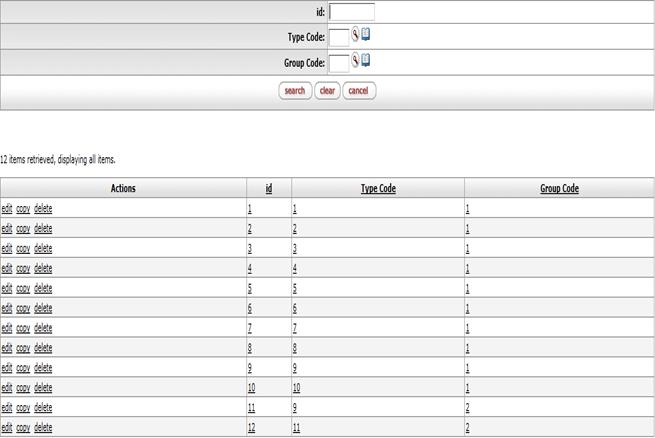 id:
Type Code:
Group Code:
search clear cancel
12 items retrieved, displaying all items.
Actions id Type Code Group Code
edit copy delete 1 1 1
edit copy delete 2 2 1
edit copy delete 3 3 1
edit copy delete 4 4 1
edit copy delete 5 5 1
edit copy delete 6 6 1
edit copy delete 7 7 1
edit copy delete 8 8 1
edit copy delete 9 9 1
edit copy delete 10 10 1
edit copy delete 11 9 2
edit copy delete 12 11 2